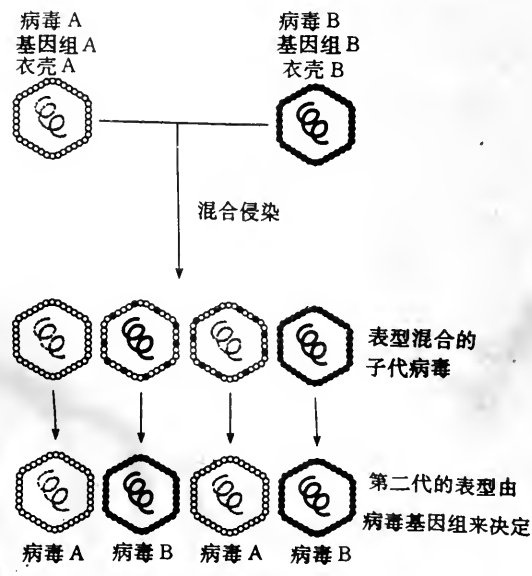 病毒 A
基因组 A
衣壳 A
病毒 B
基因组 B
衣壳 B
混合侵染
表型混合的
子代病毒
第二代的表型由
病毒基因组来决定
病毒 A
病毒 B
病毒 A
病毒 B